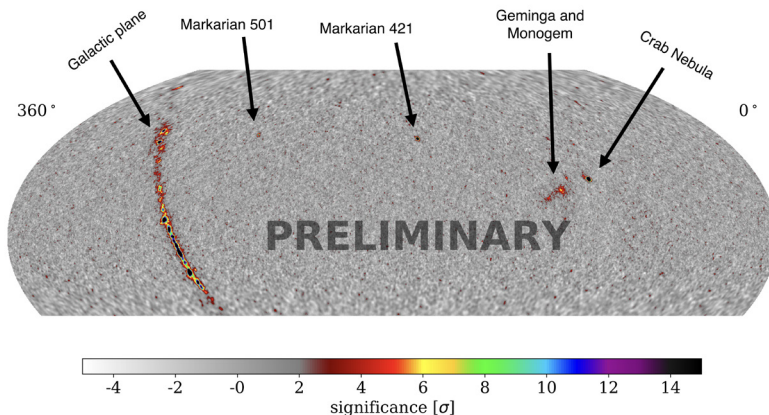 Galactic plane
Markarian 501
Markarian 421
Geminga and
Monogem
Crab Nebula
360°
0°
PRELIMINARY
-4 -2 -0 2 4 6 8 10 12 14
significance [σ]